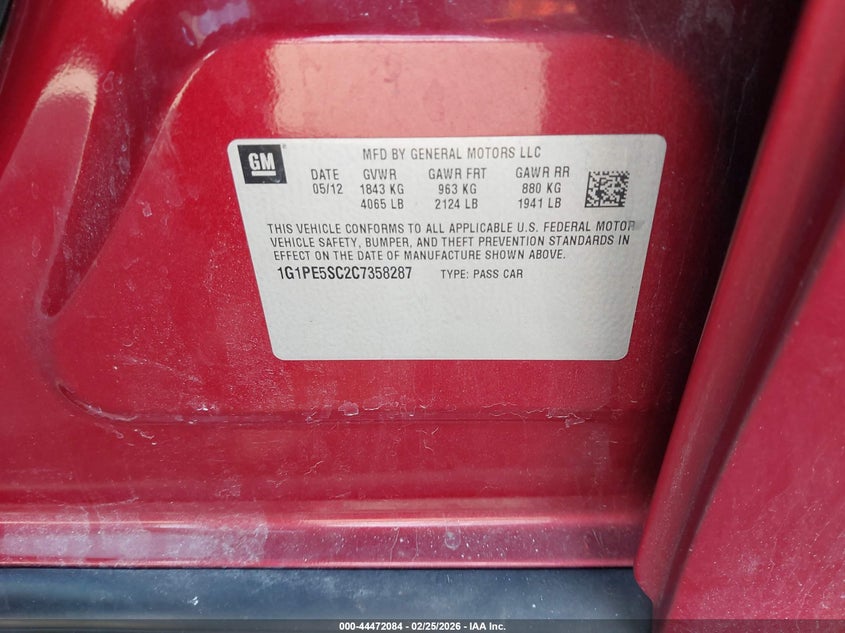 GM
MFD BY GENERAL MOTORS LLC
DATE GVWR GAWR FRT GAWR RR
05/12 1843 KG 963 KG 880 KG
4065 LB 2124 LB 1941 LB
THIS VEHICLE CONFORMS TO ALL APPLICABLE U.S. FEDERAL MOTOR
VEHICLE SAFETY, BUMPER, AND THEFT PREVENTION STANDARDS IN
EFFECT ON THE DATE OF MANUFACTURE SHOWN ABOVE.
1G1PE5SC2C7358287 TYPE: PASS CAR
000-44472084 - 02/25/2026 - IAA Inc.